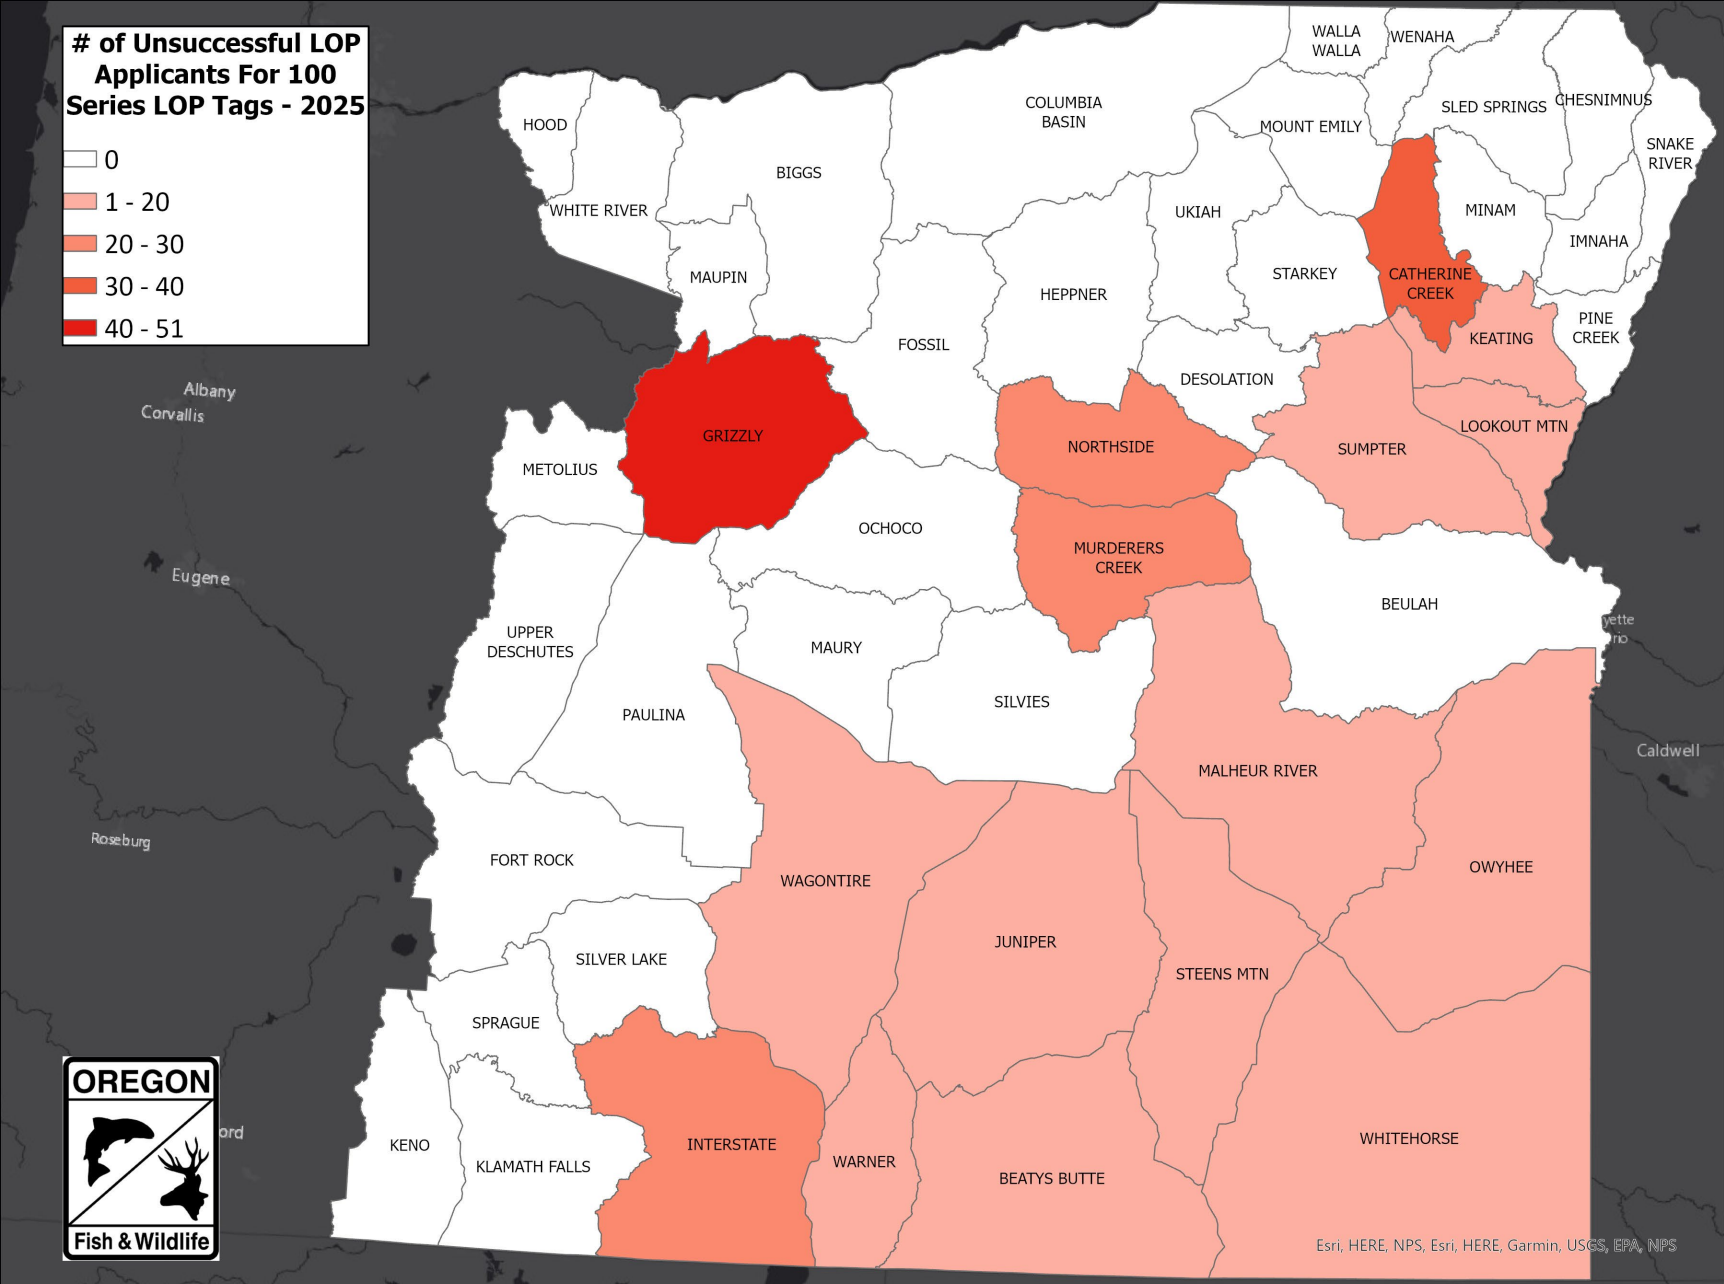 # of Unsuccessful LOP
Applicants For 100
Series LOP Tags - 2025
0
1 - 20
20 - 30
30 - 40
40 - 51
WALLA
WALLA
WENAHA
HOOD
COLUMBIA
BASIN
SLED SPRINGS
CHESNIMNUS
MOUNT EMILY
SNAKE
RIVER
BIGGS
WHITE RIVER
UKIAH
MINAM
IMNAHA
MAUPIN
HEPPNER
STARKEY
CATHERINE
CREEK
PINE
CREEK
KEATING
FOSSIL
DESOLATION
Albany
Corvallis
LOOKOUT MTN
GRIZZLY
NORTHSIDE
SUMPTER
METOLIUS
OCHOCO
MURDERERS
CREEK
Eugene
BEULAH
yette
rio
UPPER
DESCHUTES
MAURY
SILVIES
PAULINA
Caldwell
MALHEUR RIVER
Roseburg
FORT ROCK
WAGONTIRE
OWYHEE
JUNIPER
SILVER LAKE
STEENS MTN
SPRAGUE
OREGON
ord
KENO
INTERSTATE
WHITEHORSE
KLAMATH FALLS
WARNER
BEATYS BUTTE
Fish & Wildlife
Esri, HERE, NPS, Esri, HERE, Garmin, USGS, EPA, NPS